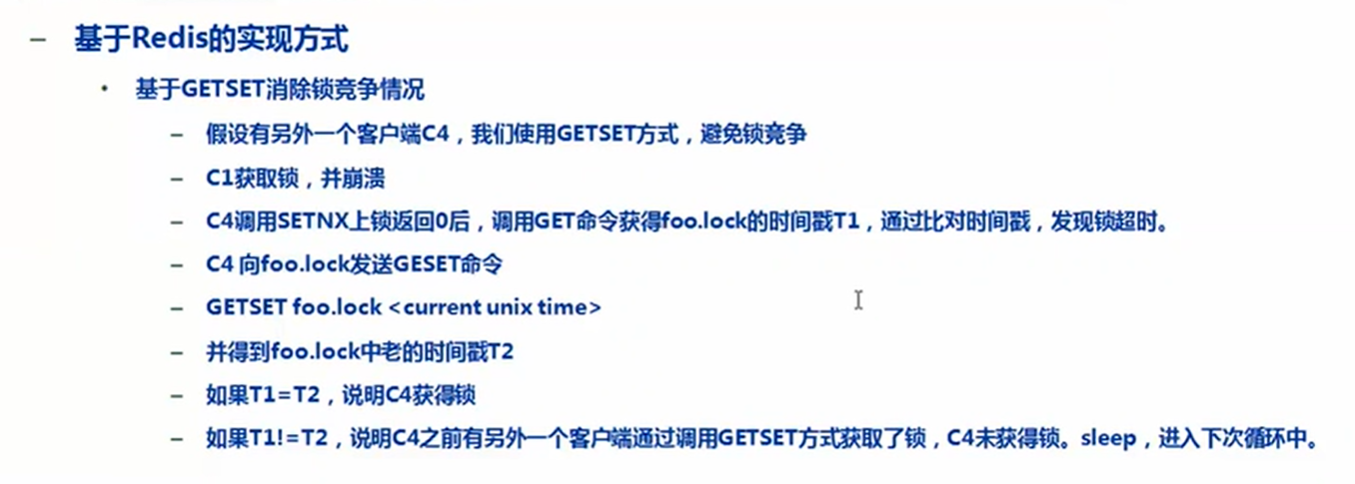 – 基于Redis的实现方式
• 基于GETSET消除锁竞争情况
– 假设有另外一个客户端C4，我们使用GETSET方式，避免锁竞争
– C1获取锁，并崩溃
– C4调用SETNX上锁返回0后，调用GET命令获得foo.lock的时间戳T1，通过比对时间戳，发现锁超时。
– C4 向foo.lock发送GESET命令
– GETSET foo.lock <current unix time>
– 并得到foo.lock中老的时间戳T2
– 如果T1=T2，说明C4获得锁
– 如果T1!=T2，说明C4之前有另外一个客户端通过调用GETSET方式获取了锁，C4未获得锁。sleep，进入下次循环中。